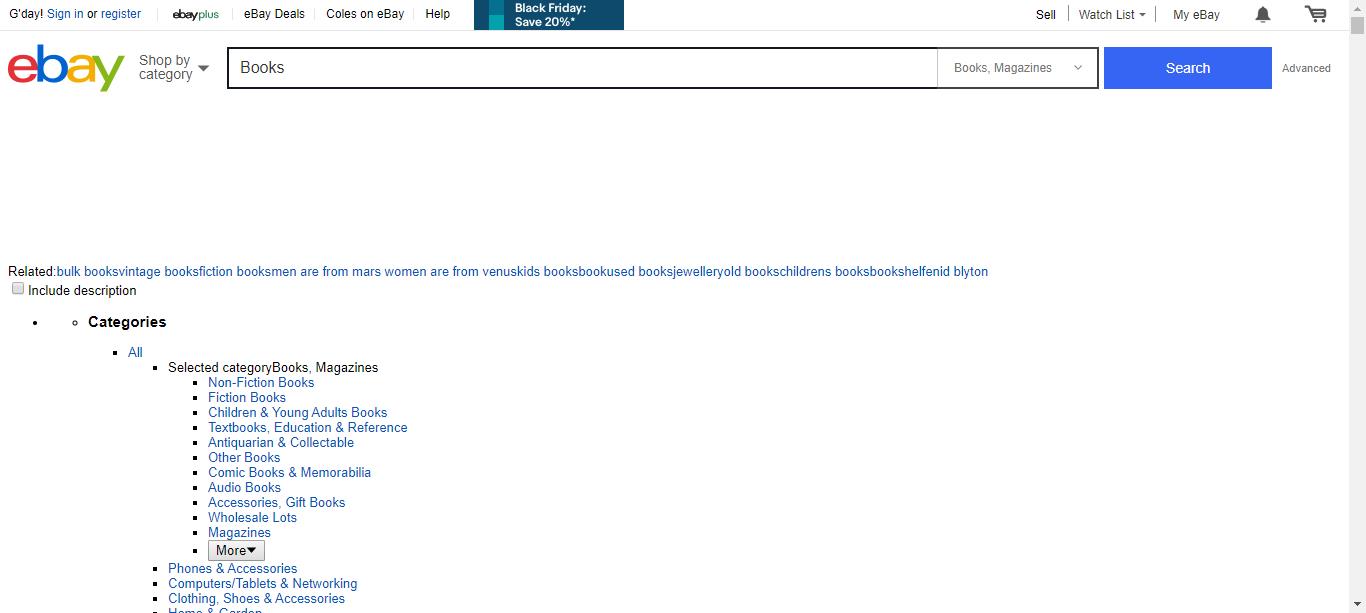 G'day! Sign in or register ebayplus eBay Deals Coles on eBay Help Black Friday: Save 20%* Sell Watch List My eBay
ebay Shop by category Books Books, Magazines Search Advanced
Related:bulk booksvintage booksfiction booksmen are from mars women are from venuskids booksbookused booksjewelleryold bookschildrens booksbookshelfenid blyton
Include description
Categories
All
Selected categoryBooks, Magazines
Non-Fiction Books
Fiction Books
Children & Young Adults Books
Textbooks, Education & Reference
Antiquarian & Collectable
Other Books
Comic Books & Memorabilia
Audio Books
Accessories, Gift Books
Wholesale Lots
Magazines
More
Phones & Accessories
Computers/Tablets & Networking
Clothing, Shoes & Accessories
Home & Garden